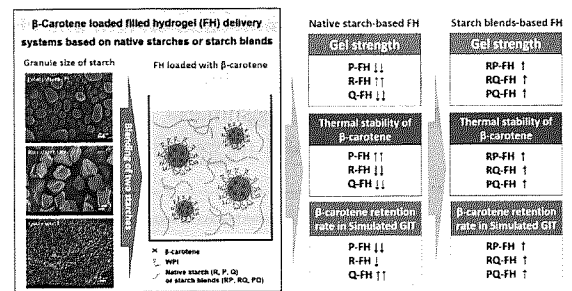 β-Carotene loaded filled hydrogel (FH) delivery
systems based on native starches or starch blends
Granule size of starch
FH loaded with β-carotene
Blending of two starches
β-carotene
WPI
Native starch (R, P, Q)
or starch blends (RP, RQ, PQ)
Native starch-based FH
Gel strength
P-FH ↓↓
R-FH ↑↑
Q-FH ↓↓
Thermal stability of
β-carotene
P-FH ↑↑
R-FH ↓↓
Q-FH ↓↓
β-carotene retention
rate in Simulated GIT
P-FH ↓↓
R-FH ↓
Q-FH ↑↑
Starch blends-based FH
Gel strength
RP-FH ↑
RQ-FH ↑
PQ-FH ↑
Thermal stability of
β-carotene
RP-FH ↑
RQ-FH ↑
PQ-FH ↑
β-carotene retention
rate in Simulated GIT
RP-FH ↑
RQ-FH ↑
PQ-FH ↑